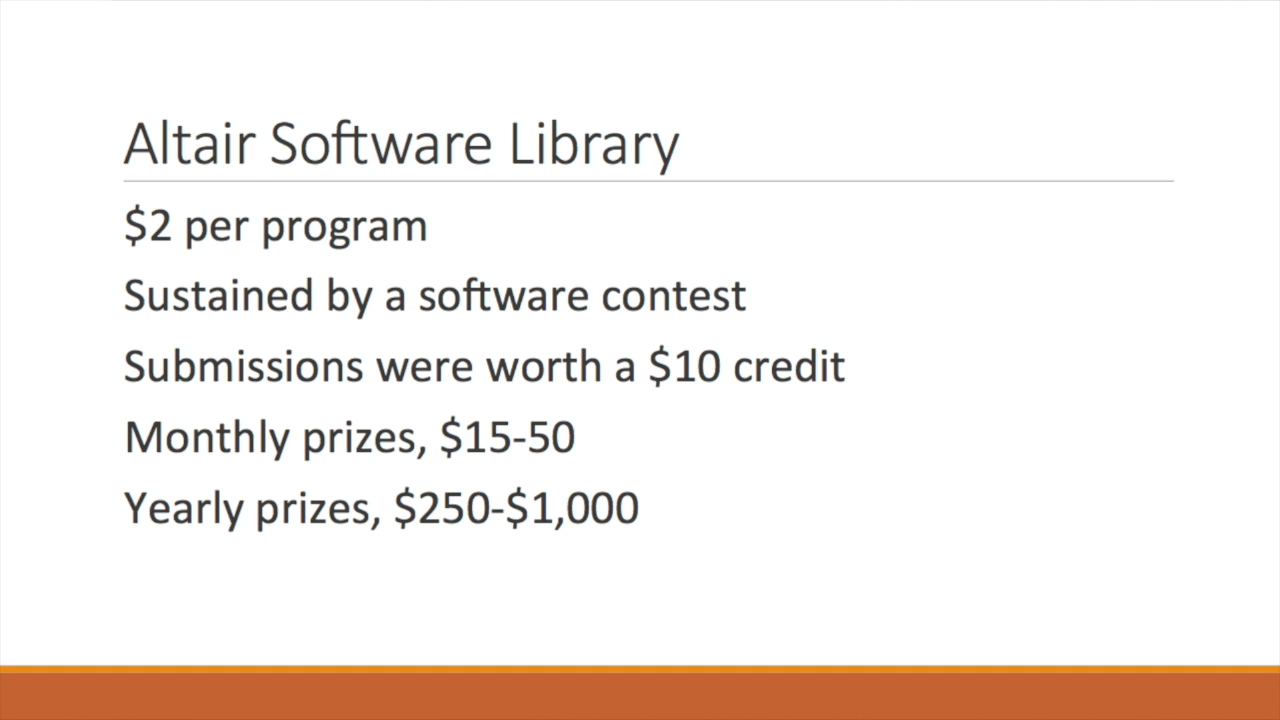 Altair Software Library
$2 per program
Sustained by a software contest
Submissions were worth a $10 credit
Monthly prizes, $15-50
Yearly prizes, $250-$1,000